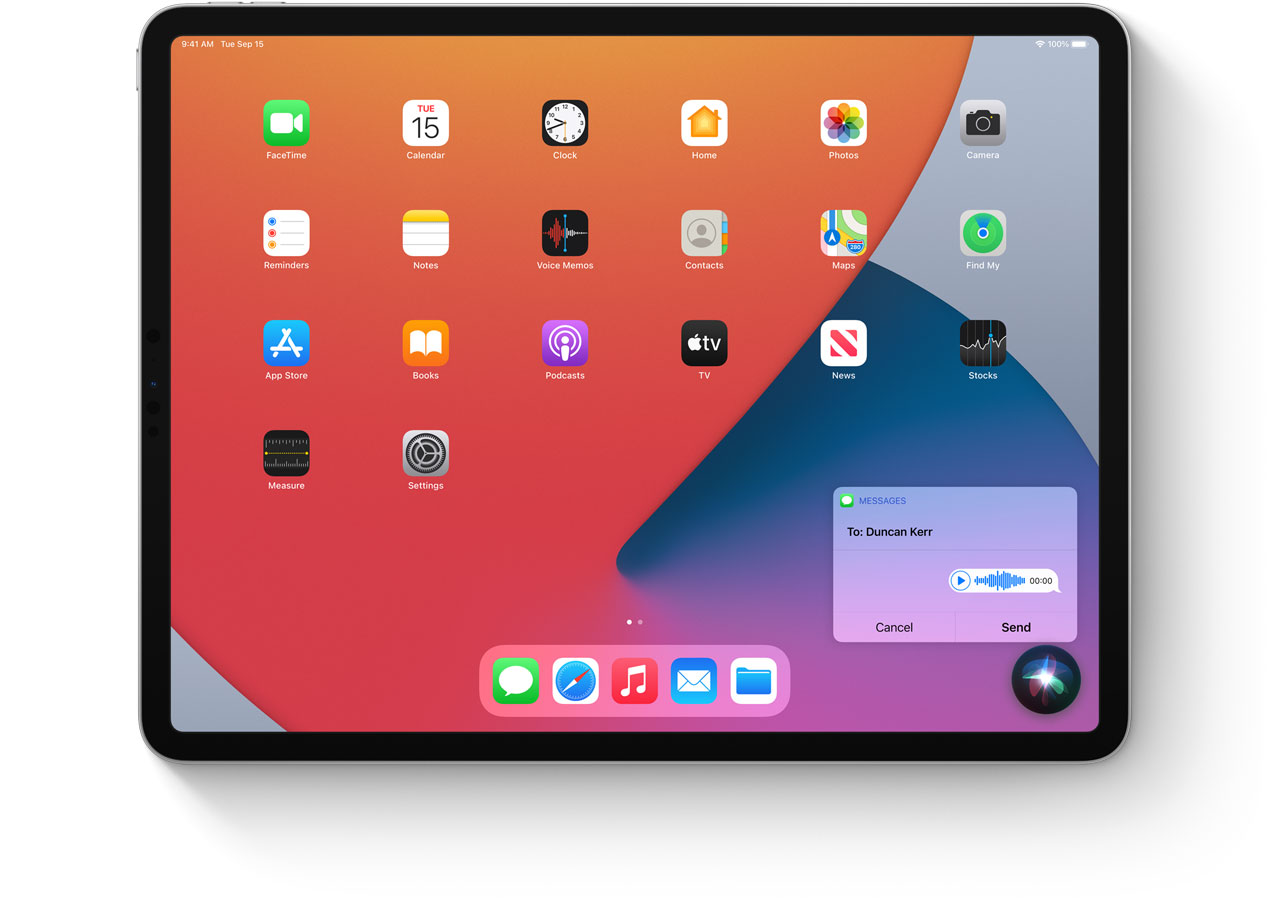 9:41 AM Tue Sep 15
100%
TUE
15
FaceTime
Calendar
Clock
Home
Photos
Camera
Reminders
Notes
Voice Memos
Contacts
280
Maps
Find My
tv
App Store
Books
Podcasts
TV
News
Stocks
Measure
Settings
MESSAGES
To: Duncan Kerr
00:00
Cancel
Send